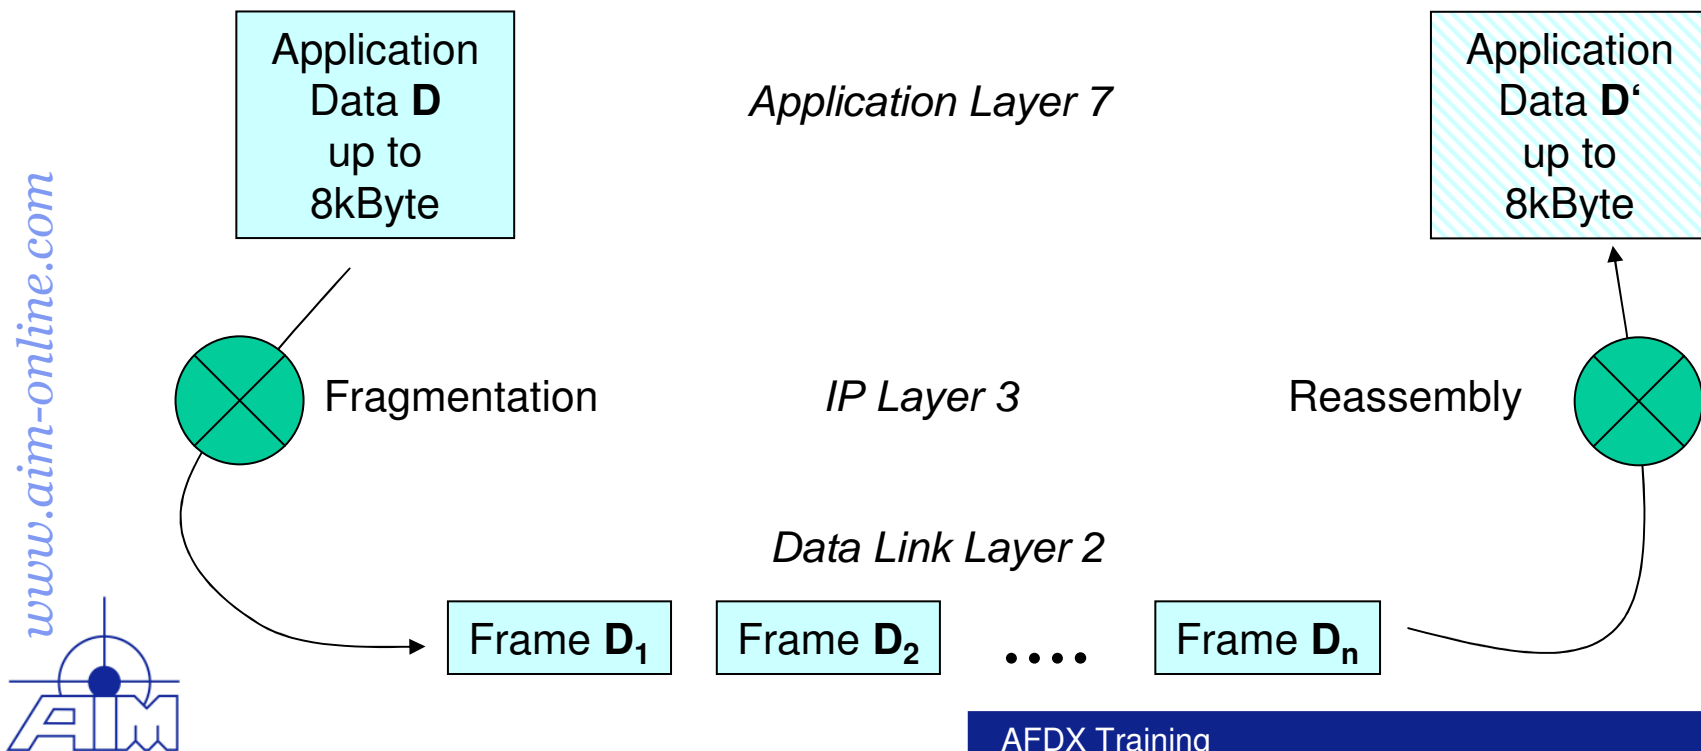 Application
Data D
up to
8kByte
Application Layer 7
Application
Data D‘
up to
8kByte
Fragmentation
IP Layer 3
Reassembly
Data Link Layer 2
Frame D1
Frame D2
....
Frame Dn
www.aim-online.com
AIM
AFDX Training